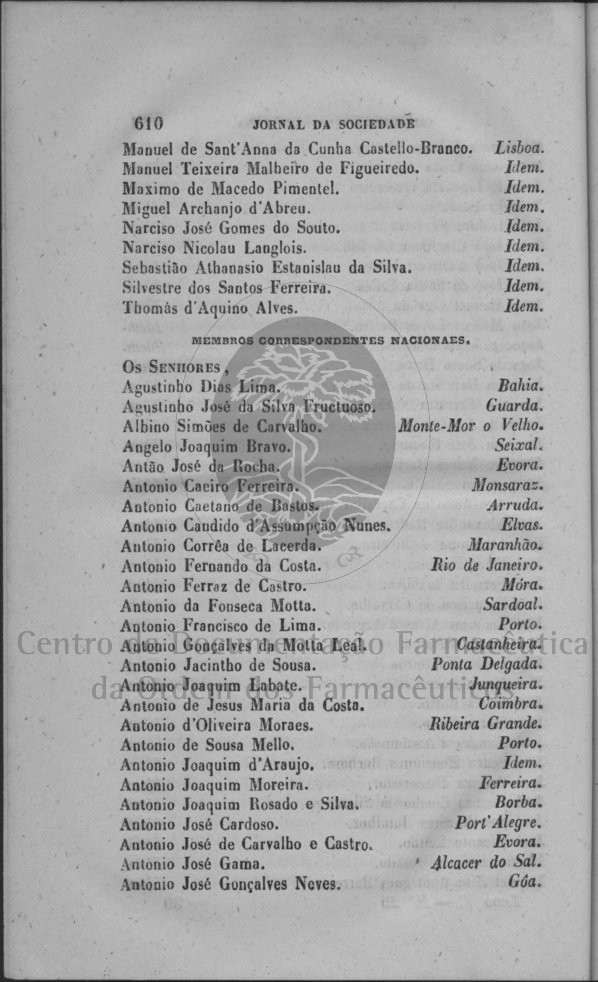 610 JORNAL DA SOCIEDADE
Manuel de Sant'Anna da Cunha Castello-Branco. Lisboa.
Manuel Teixeira Malheiro de Figueiredo. Idem.
Maximo de Macedo Pimentel. Idem.
Miguel Archanjo d'Abreu. Idem.
Narciso José Gomes do Souto. Idem.
Narciso Nicolau Langlois. Idem.
Sebastião Athanasio Estanislau da Silva. Idem.
Silvestre dos Santos Ferreira. Idem.
Thomás d'Aquino Alves. Idem.
MEMBROS CORRESPONDENTES NACIONAES.
OS SENHORES,
Agustinho Dias Lima. Bahia.
Agustinho José da Silva Fructuoso. Guarda.
Albino Simões de Carvalho. Monte-Mor o Velho.
Angelo Joaquim Bravo. Seixal.
Antão José da Rocha. Evora.
Antonio Caeiro Ferreira. Monsaraz.
Antonio Caetano de Bastos. Arruda.
Antonio Candido d'Assumpção Nunes. Elvas.
Antonio Corrêa de Lacerda. Maranhão.
Antonio Fernando da Costa. Rio de Janeiro.
Antonio Ferraz de Castro. Móra.
Antonio da Fonseca Motta. Sardoal.
Antonio Francisco de Lima. Porto.
Centro de Documentação Farmacêutica
Antonio Gonçalves da Motta Leal. Castanheira.
Antonio Jacintho de Sousa. Ponta Delgada.
da Ordem dos Farmacêuticos
Antonio Joaquim Labate. Junqueira.
Antonio de Jesus Maria da Costa. Coimbra.
Antonio d'Oliveira Moraes. Ribeira Grande.
Antonio de Sousa Mello. Porto.
Antonio Joaquim d'Araujo. Idem.
Antonio Joaquim Moreira. Ferreira.
Antonio Joaquim Rosado e Silva. Borba.
Antonio José Cardoso. Port'Alegre.
Antonio José de Carvalho e Castro. Evora.
Antonio José Gama. Alcacer do Sal.
Antonio José Gonçalves Neves. Gôa.